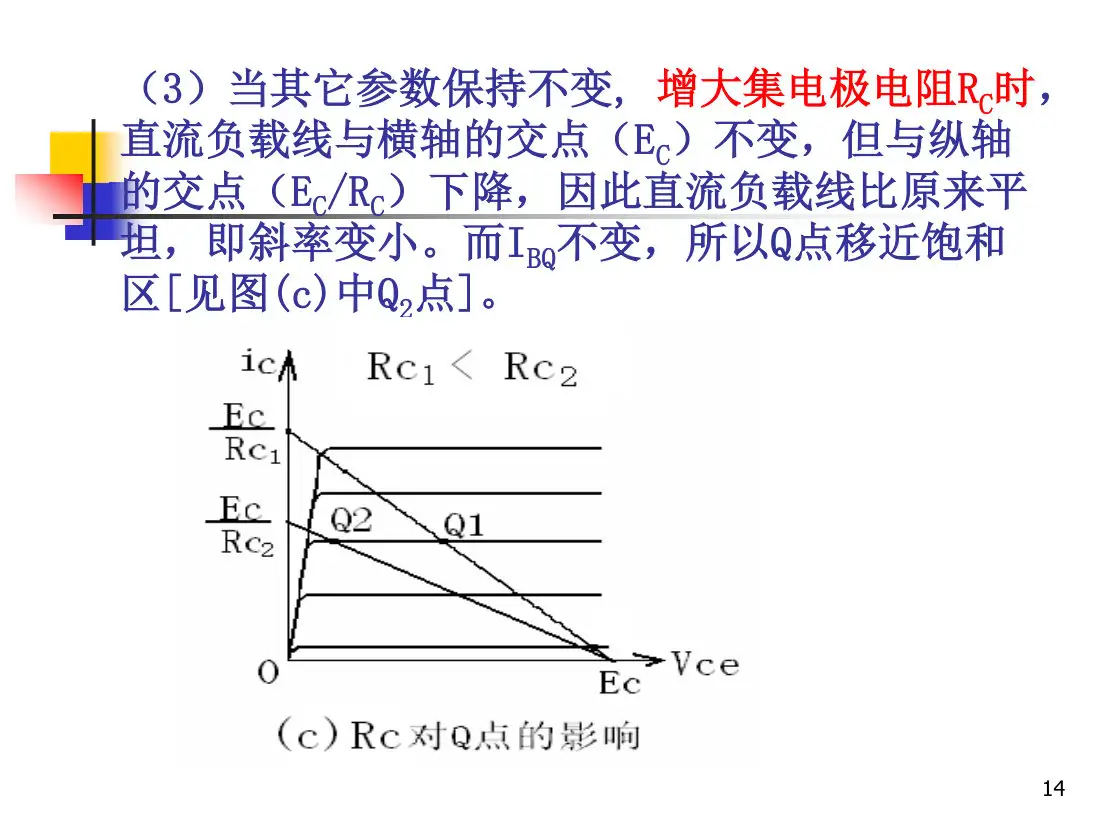 （3）当其它参数保持不变, 增大集电极电阻RC时，
直流负载线与横轴的交点（EC）不变，但与纵轴
的交点（EC/RC）下降，因此直流负载线比原来平
坦，即斜率变小。而IBQ不变，所以Q点移近饱和
区[见图(c)中Q2点]。
ic
Rc1 < Rc2
Ec
Rc1
Ec
Rc2
Q2
Q1
O
Ec
Vce
(c)Rc对Q点的影响
14